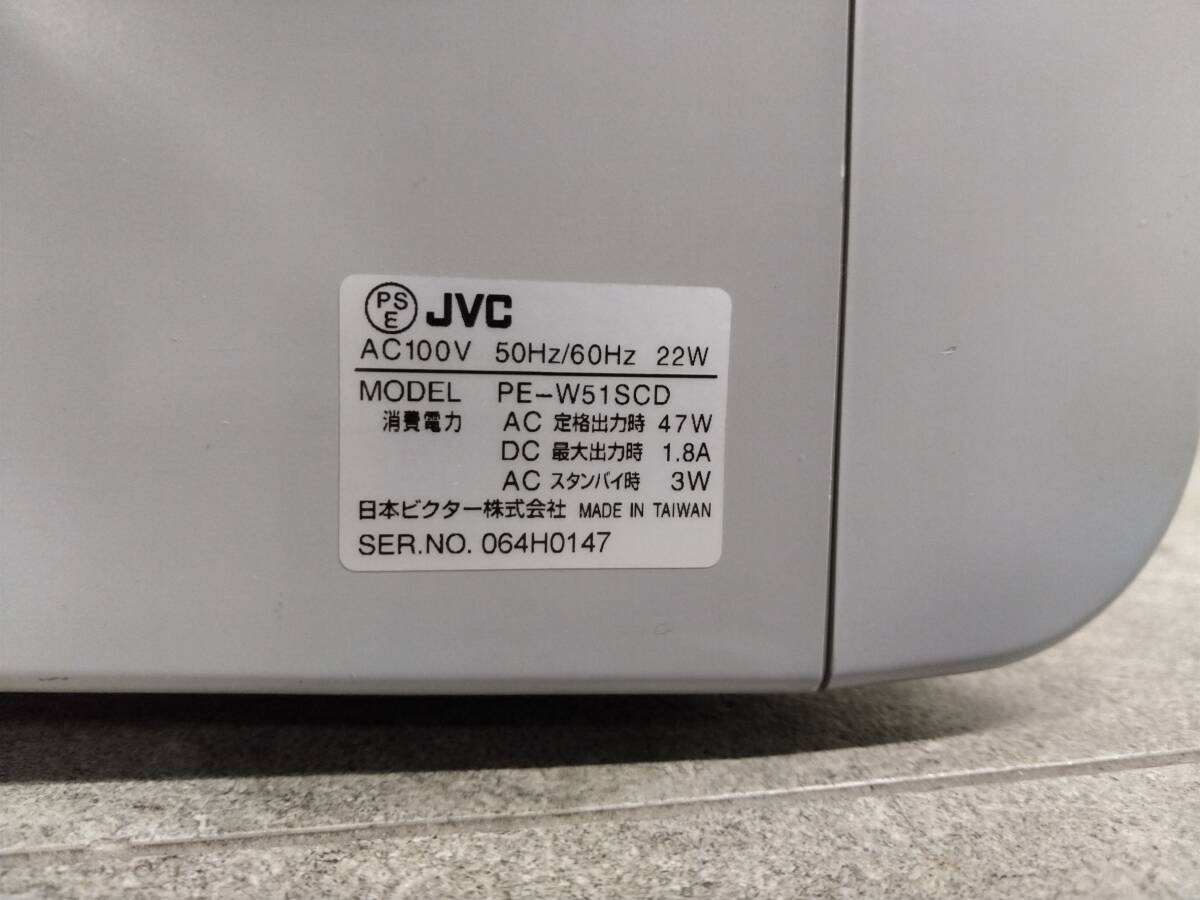 PSE JVC
AC100V 50Hz/60Hz 22W
MODEL PE-W51SCD
消費電力 AC 定格出力時 47W
DC 最大出力時 1.8A
AC スタンバイ時 3W
日本ビクター株式会社 MADE IN TAIWAN
SER.NO. 064H0147